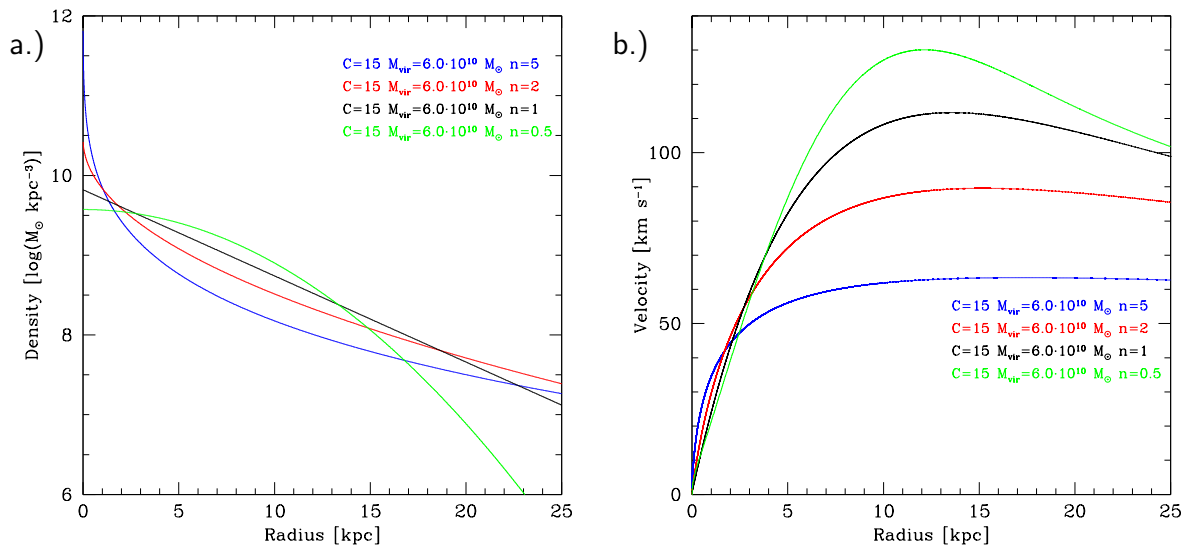 a.)
12
10
8
6
Density [log(M☉ kpc⁻³)]
C=15 Mvir=6.0·10¹⁰ M☉ n=5
C=15 Mvir=6.0·10¹⁰ M☉ n=2
C=15 Mvir=6.0·10¹⁰ M☉ n=1
C=15 Mvir=6.0·10¹⁰ M☉ n=0.5
0 5 10 15 20 25
Radius [kpc]
b.)
100
50
0
Velocity [km s⁻¹]
C=15 Mvir=6.0·10¹⁰ M☉ n=5
C=15 Mvir=6.0·10¹⁰ M☉ n=2
C=15 Mvir=6.0·10¹⁰ M☉ n=1
C=15 Mvir=6.0·10¹⁰ M☉ n=0.5
0 5 10 15 20 25
Radius [kpc]